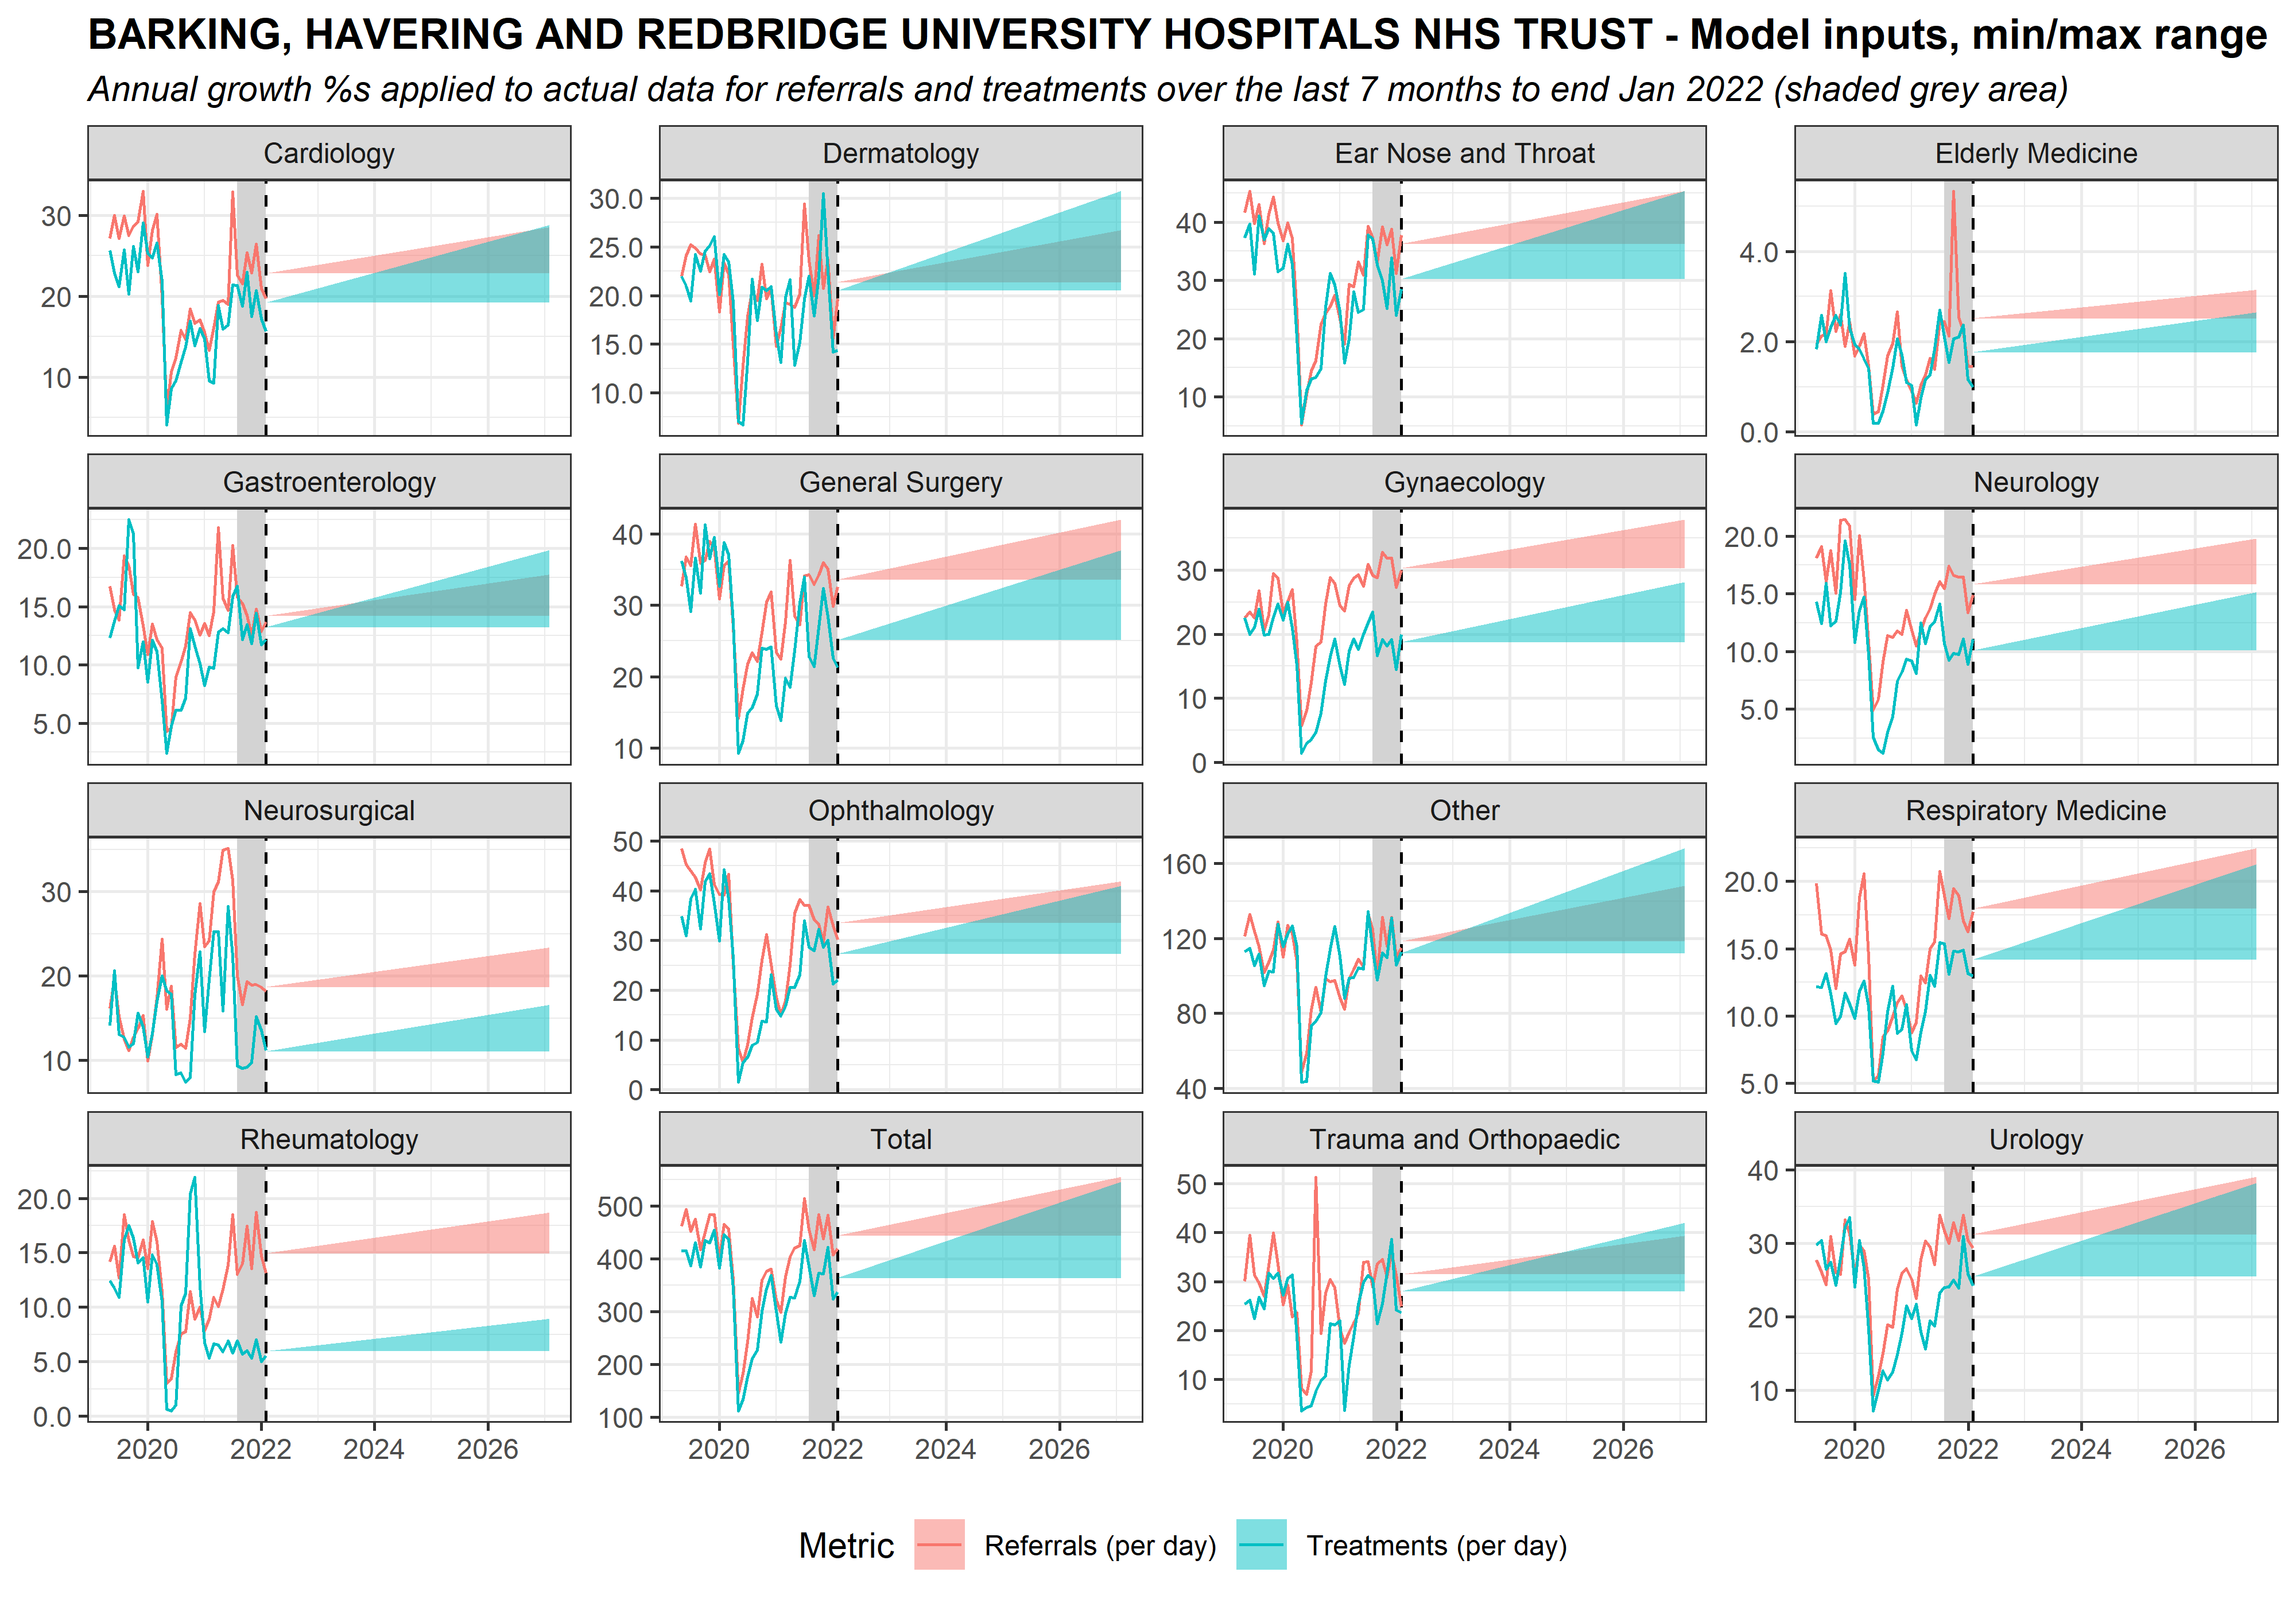 BARKING, HAVERING AND REDBRIDGE UNIVERSITY HOSPITALS NHS TRUST - Model inputs, min/max range
Annual growth %s applied to actual data for referrals and treatments over the last 7 months to end Jan 2022 (shaded grey area)
Cardiology
30
20
10
Dermatology
30.0
25.0
20.0
15.0
10.0
Ear Nose and Throat
40
30
20
10
Elderly Medicine
4.0
2.0
0.0
Gastroenterology
20.0
15.0
10.0
5.0
General Surgery
40
30
20
10
Gynaecology
30
20
10
0
Neurology
20.0
15.0
10.0
5.0
Neurosurgical
30
20
10
Ophthalmology
50
40
30
20
10
0
Other
160
120
80
40
Respiratory Medicine
20.0
15.0
10.0
5.0
Rheumatology
20.0
15.0
10.0
5.0
0.0
2020 2022 2024 2026
Total
500
400
300
200
100
2020 2022 2024 2026
Trauma and Orthopaedic
50
40
30
20
10
2020 2022 2024 2026
Urology
40
30
20
10
2020 2022 2024 2026
Metric Referrals (per day) Treatments (per day)